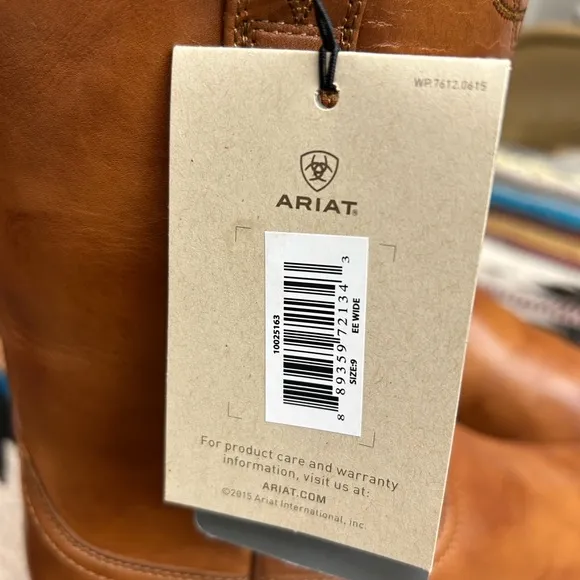 WR.7612.0615
ARIAT®
10025163
8 89359 72134 3
SIZE:9 EE WIDE
For product care and warranty
information, visit us at:
ARIAT.COM
©2015 Ariat International, Inc.